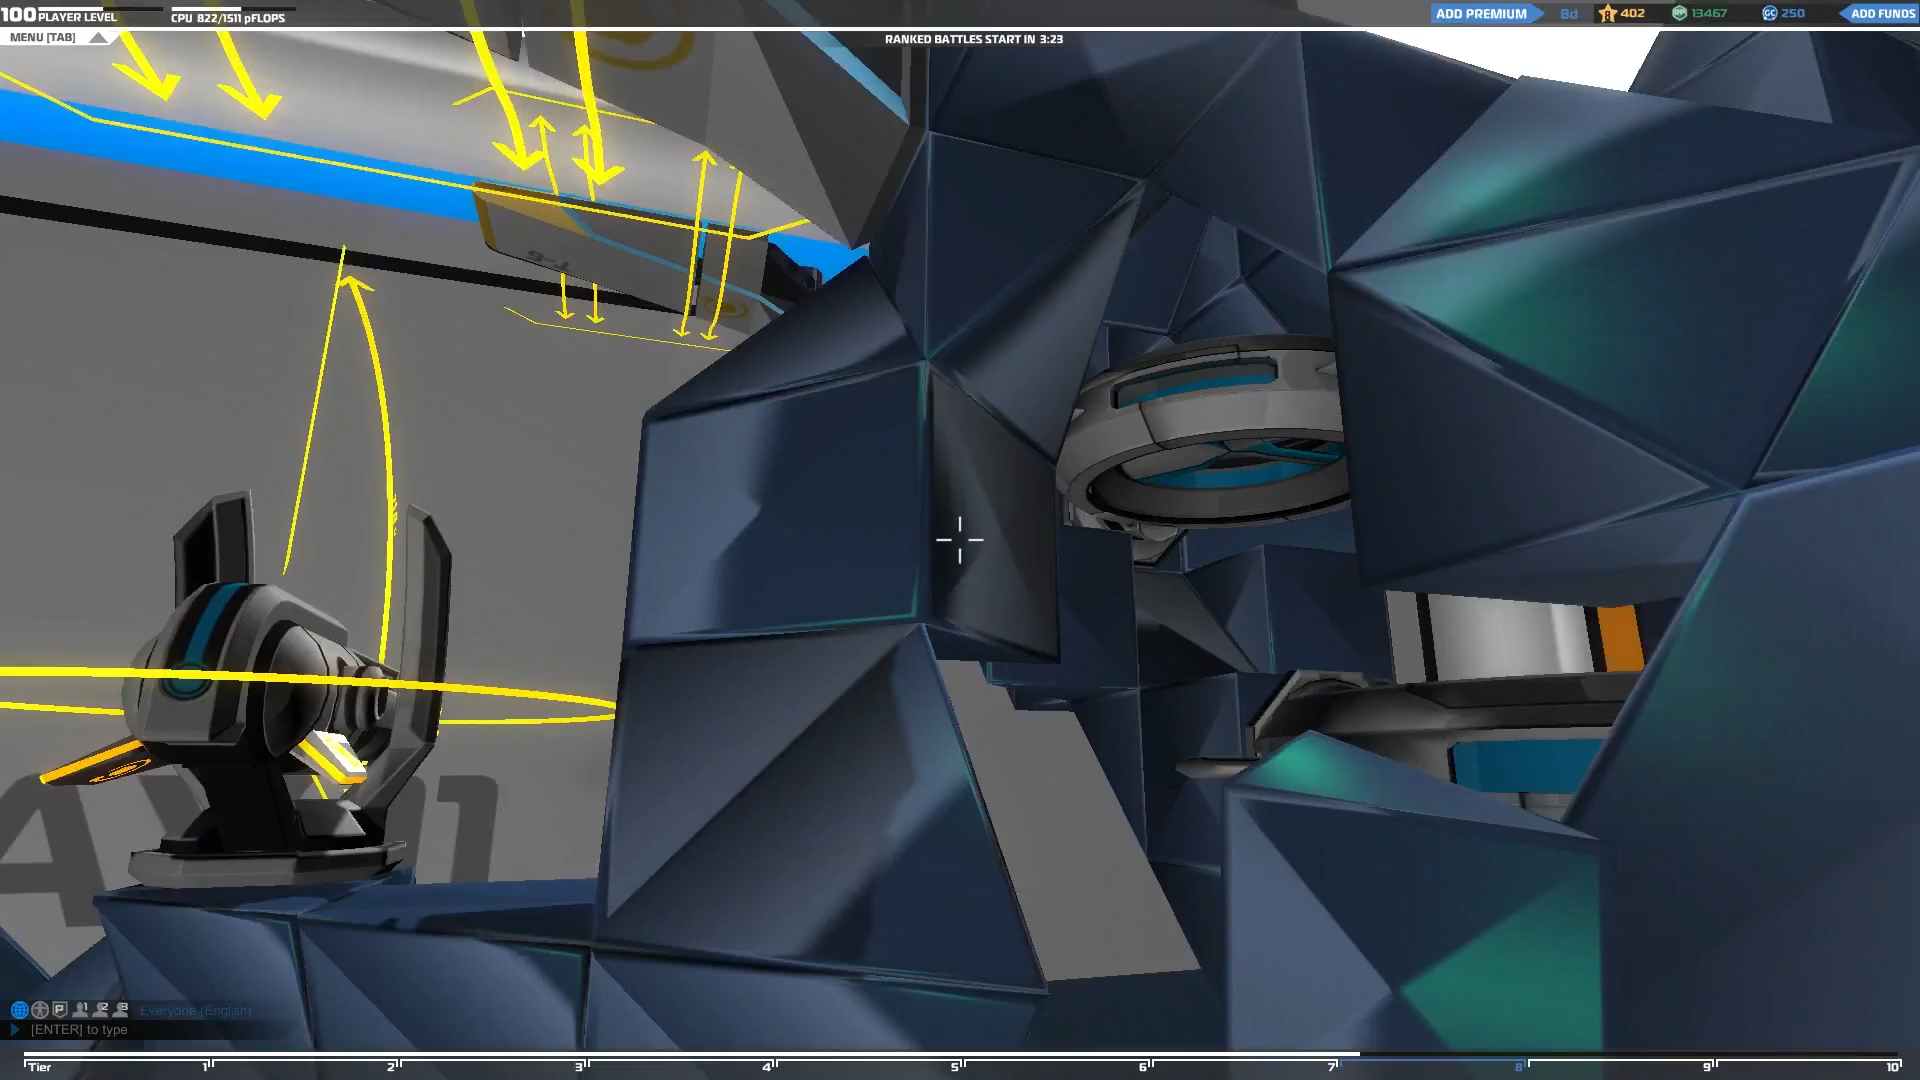 100 PLAYER LEVEL
CPU 822/1511 pFLOPS
ADD PREMIUM
8d
402
13467
250
ADD FUNDS
MENU [TAB]
RANKED BATTLES START IN 3:23
T-6
Everyone (English)
[ENTER] to type
Tier 1 2 3 4 5 6 7 8 9 10